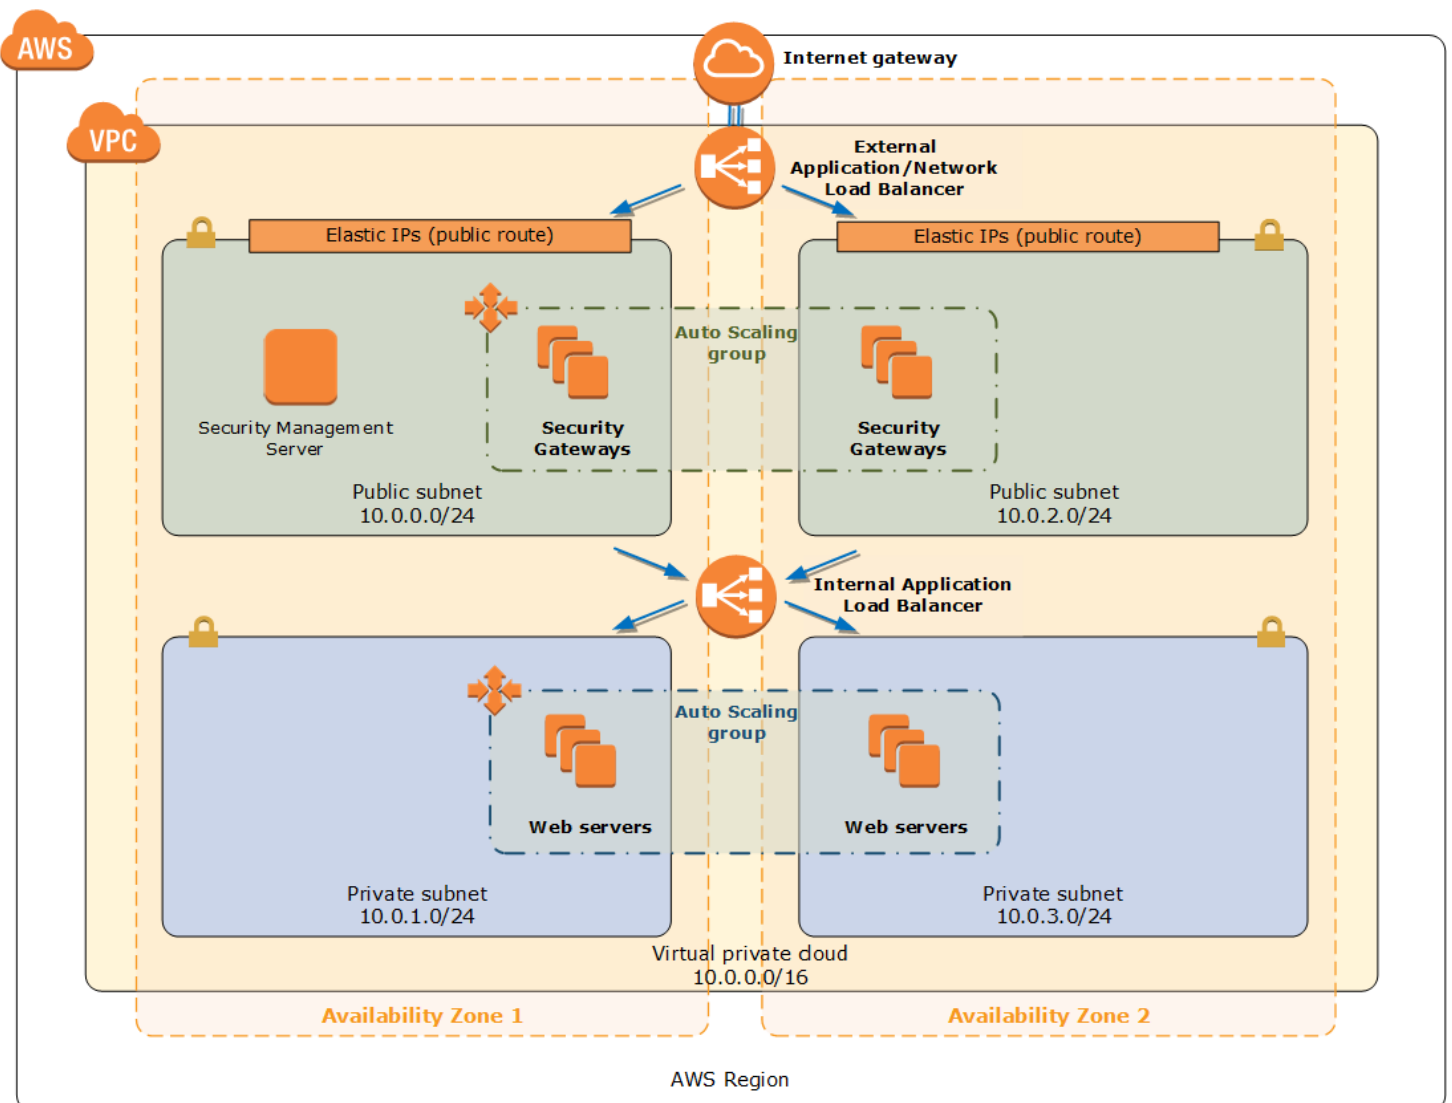 AWS
Internet gateway
VPC
External
Application/Network
Load Balancer
Elastic IPs (public route)
Elastic IPs (public route)
Auto Scaling
group
Security Management
Server
Security
Gateways
Security
Gateways
Public subnet
10.0.0.0/24
Public subnet
10.0.2.0/24
Internal Application
Load Balancer
Auto Scaling
group
Web servers
Web servers
Private subnet
10.0.1.0/24
Private subnet
10.0.3.0/24
Virtual private cloud
10.0.0.0/16
Availability Zone 1
Availability Zone 2
AWS Region